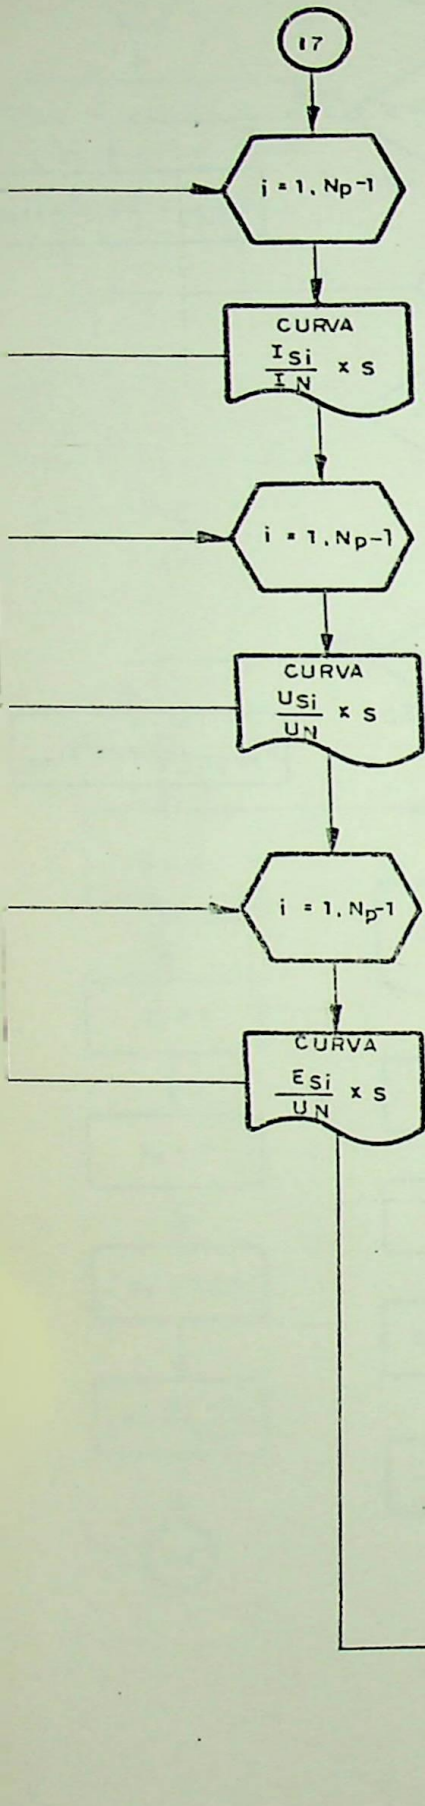 17
i = 1, Np-1
CURVA
ISi
IN × S
i = 1, Np-1
CURVA
USi
UN × S
i = 1, Np-1
CURVA
ESi
UN × S